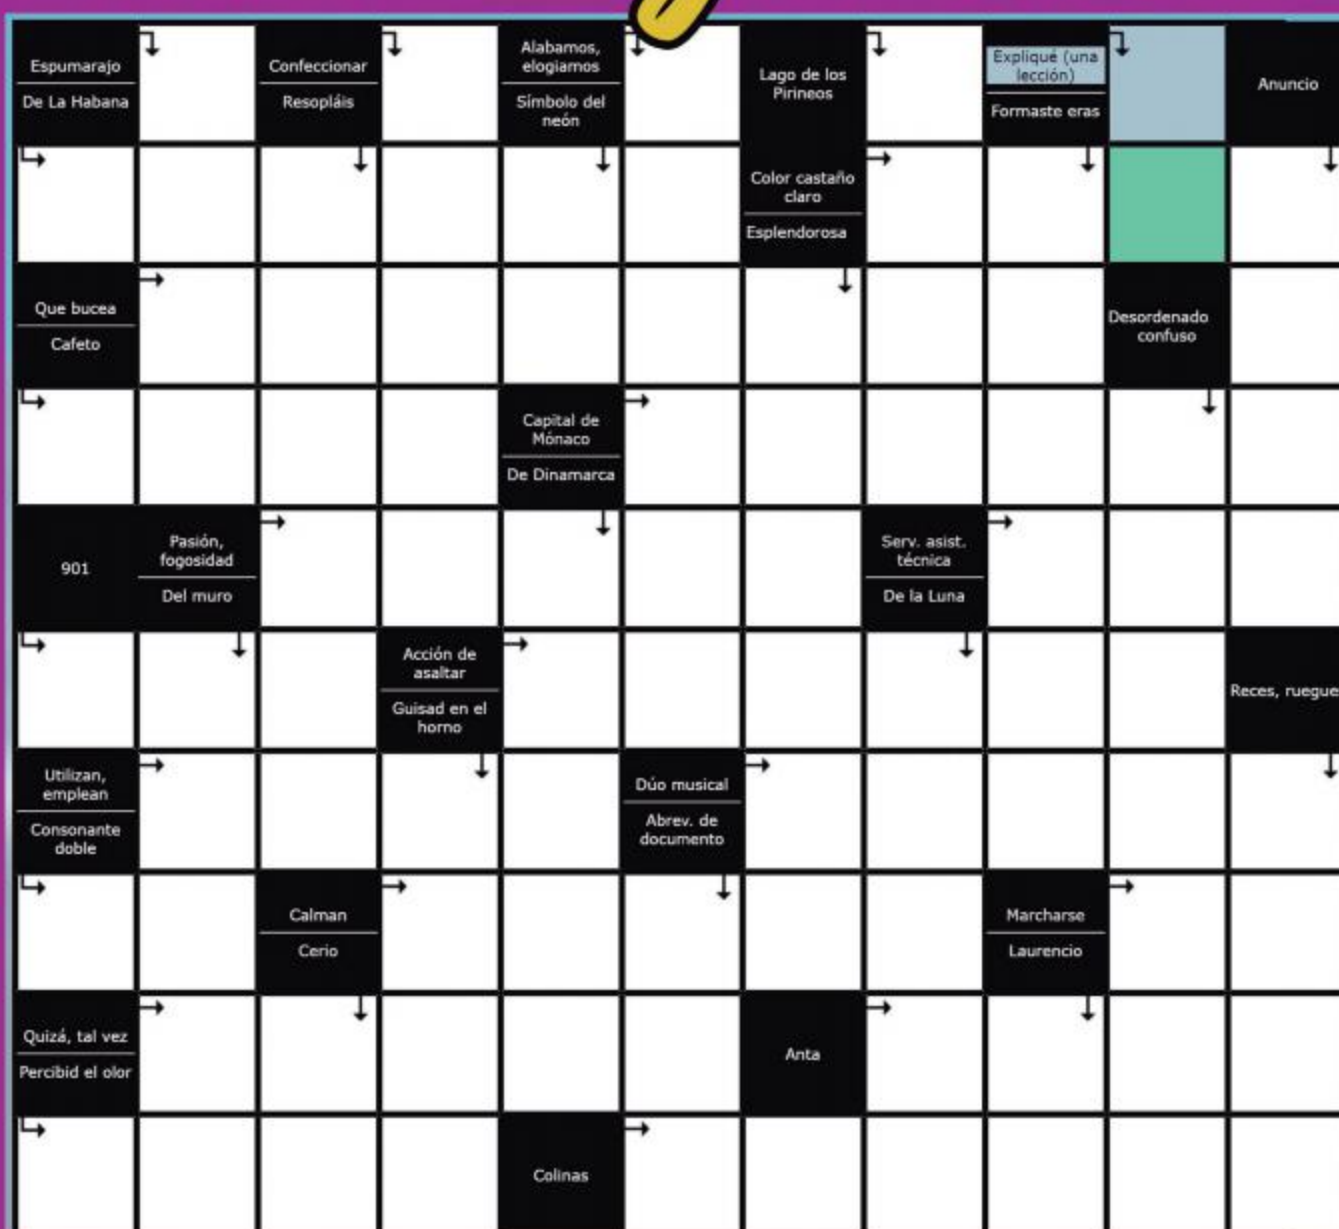 Espumarajo
De La Habana
Confeccionar
Resopláis
Alabamos,
elogiamos
Símbolo del
neón
Lago de los
Pirineos
Expliqué (una
lección)
Formaste eras
Anuncio
Color castaño
claro
Esplendorosa
Que bucea
Cafeto
Desordenado
confuso
Capital de
Mónaco
De Dinamarca
901
Pasión,
fogosidad
Del muro
Serv. asist.
técnica
De la Luna
Acción de
asaltar
Guisad en el
horno
Reces, ruegue
Utilizan,
emplean
Consonante
doble
Dúo musical
Abrev. de
documento
Calman
Cerio
Marcharse
Laurencio
Quizá, tal vez
Percibid el olor
Anta
Colinas